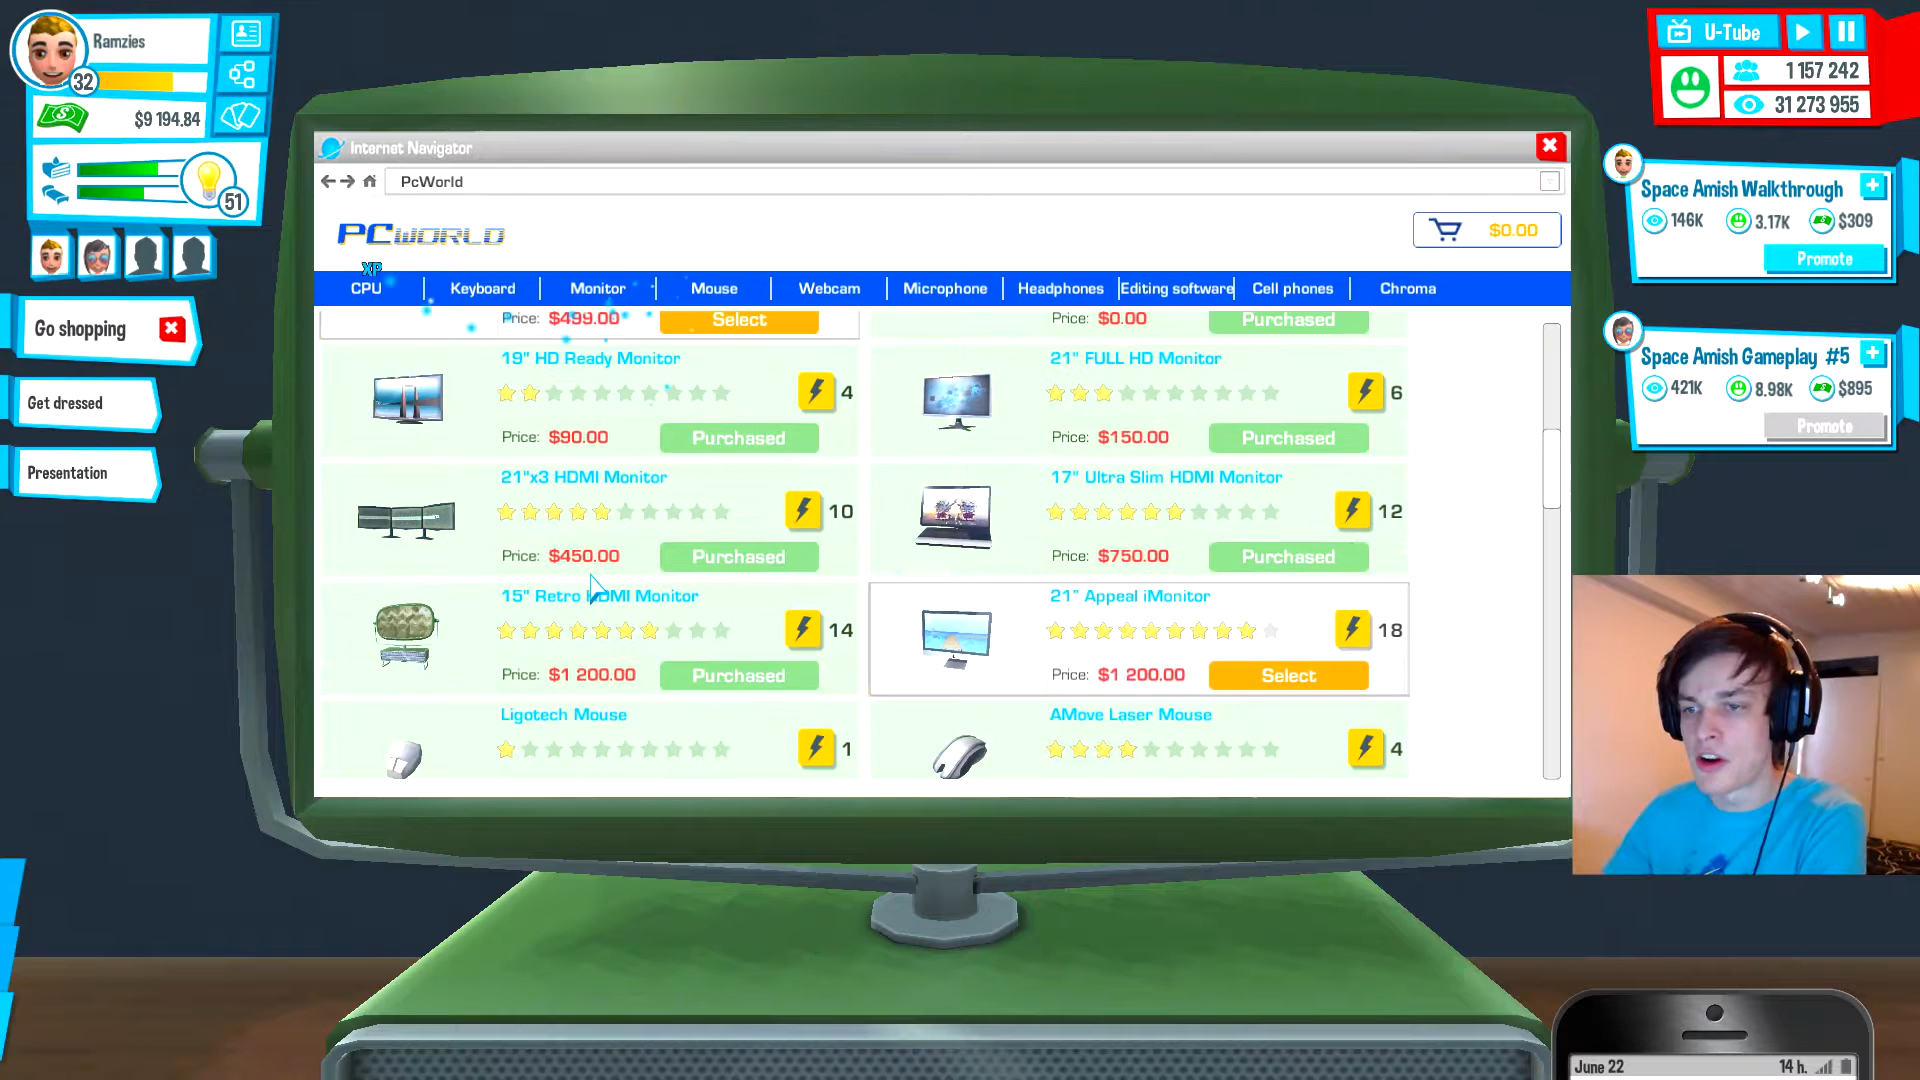 Ramzies
32
$9 194.84
51
Go shopping
Get dressed
Presentation
U-Tube
1 157 242
31 273 955
Space Amish Walkthrough
146K 3.17K $309
Promote
Space Amish Gameplay #5
421K 8.98K $895
Promote
Internet Navigator
PcWorld
PCWORLD
$0.00
XP
CPU Keyboard Monitor Mouse Webcam Microphone Headphones Editing software Cell phones Chroma
Price: $499.00 Select
Price: $0.00 Purchased
19" HD Ready Monitor
4
Price: $90.00 Purchased
21" FULL HD Monitor
6
Price: $150.00 Purchased
21"x3 HDMI Monitor
10
Price: $450.00 Purchased
17" Ultra Slim HDMI Monitor
12
Price: $750.00 Purchased
15" Retro HDMI Monitor
14
Price: $1 200.00 Purchased
21" Appeal iMonitor
18
Price: $1 200.00 Select
Ligotech Mouse
1
AMove Laser Mouse
4
June 22 14 h.